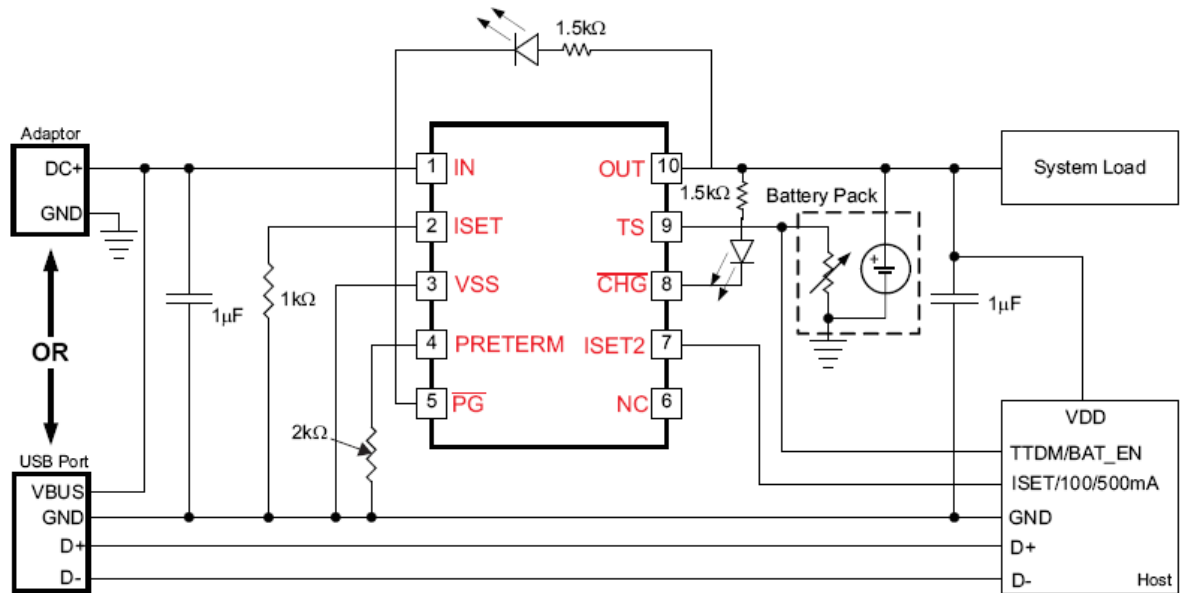 1.5kΩ
Adaptor
DC+
GND
1 IN
2 ISET
3 VSS
4 PRETERM
5 PG
OUT 10
TS 9
CHG 8
ISET2 7
NC 6
1.5kΩ
Battery Pack
+
System Load
1μF
1kΩ
1μF
OR
2kΩ
USB Port
VBUS
GND
D+
D-
VDD
TTDM/BAT_EN
ISET/100/500mA
GND
D+
D-
Host